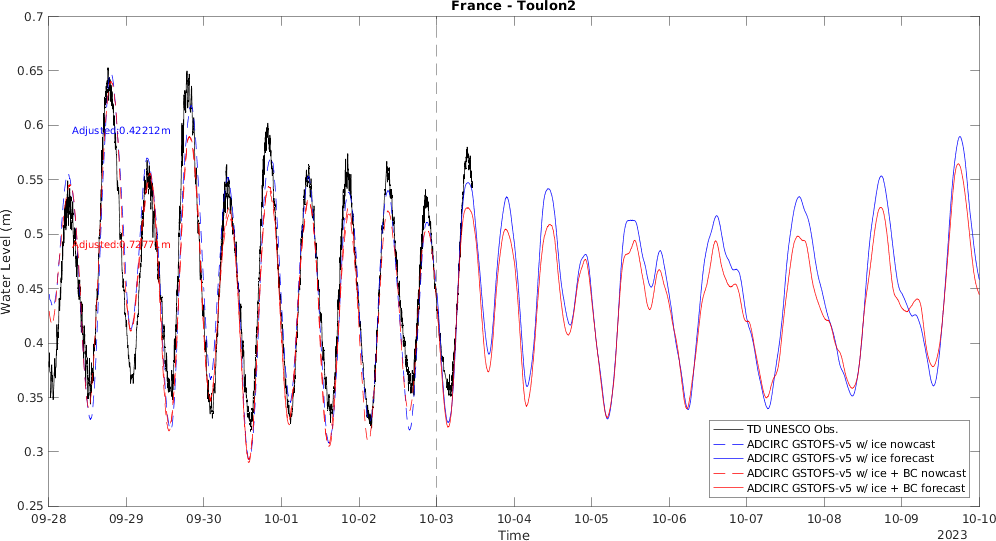 France - Toulon2
0.7
0.65
0.6
0.55
0.5
0.45
0.4
0.35
0.3
0.25
Water Level (m)
Adjusted:0.42212m
TD UNESCO Obs.
ADCIRC GSTOFS-v5 w/ ice nowcast
ADCIRC GSTOFS-v5 w/ ice forecast
ADCIRC GSTOFS-v5 w/ ice + BC nowcast
ADCIRC GSTOFS-v5 w/ ice + BC forecast
09-28 09-29 09-30 10-01 10-02 10-03 10-04 10-05 10-06 10-07 10-08 10-09 10-10
Time
2023